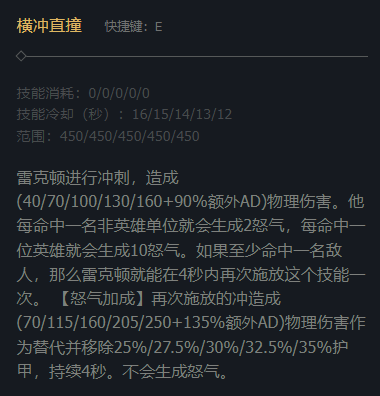 横冲直撞 快捷键：E
技能消耗：0/0/0/0/0
技能冷却（秒）：16/15/14/13/12
范围：450/450/450/450/450
雷克顿进行冲刺，造成
(40/70/100/130/160+90%额外AD)物理伤害。他
每命中一名非英雄单位就会生成2怒气，每命中一
位英雄就会生成10怒气。如果至少命中一名敌
人，那么雷克顿就能在4秒内再次施放这个技能一
次。 【怒气加成】再次施放的冲造成
(70/115/160/205/250+135%额外AD)物理伤害作
为替代并移除25%/27.5%/30%/32.5%/35%护
甲，持续4秒。不会生成怒气。